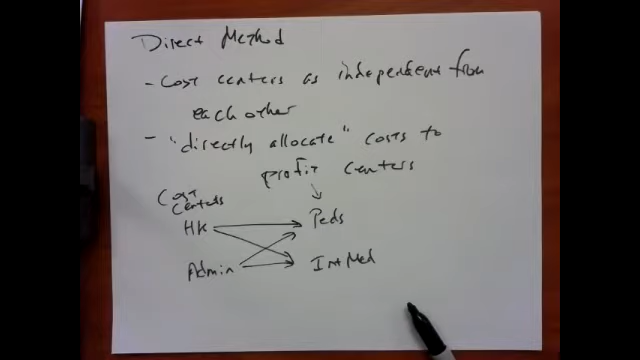 Direct Method
- Cost centers as independent from
each other
- "directly allocate" costs to
profit centers
Cost
Centers
HK Peds
Admin IntMed